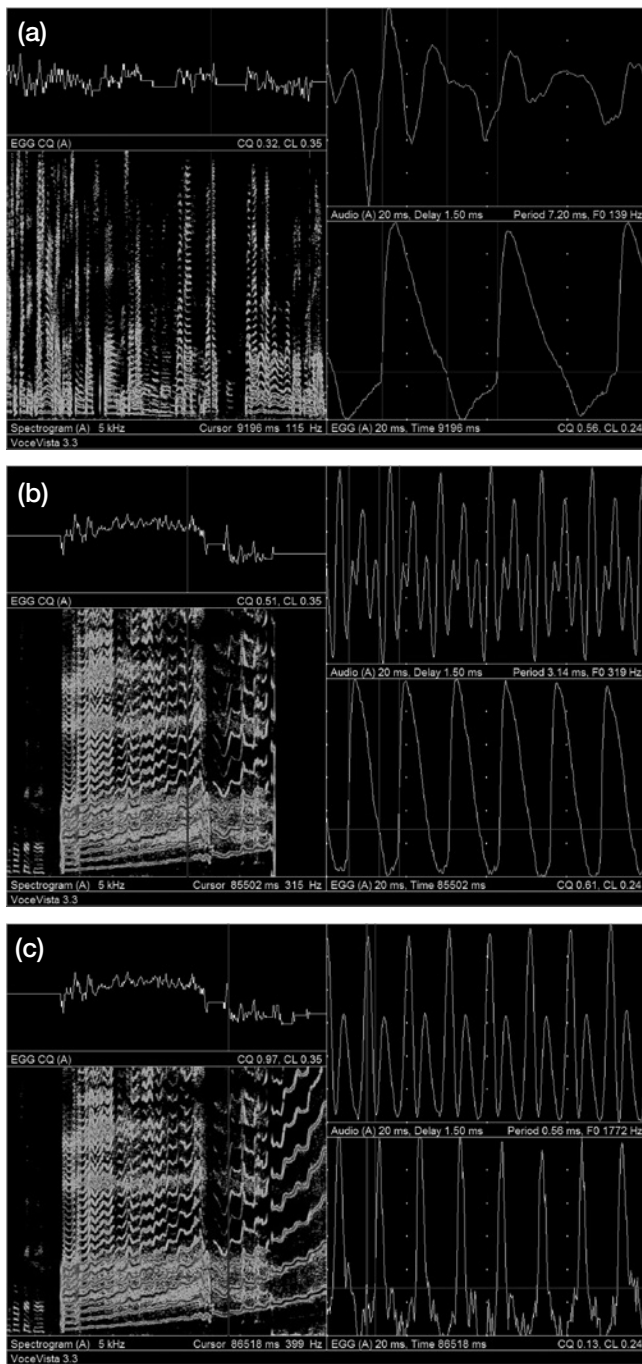 (a)
EGG CQ (A) CQ 0.32, CL 0.35
Audio (A) 20 ms, Delay 1.50 ms Period 7.20 ms, F0 139 Hz
Spectrogram (A) 5 kHz Cursor 9196 ms 115 Hz
EGG (A) 20 ms, Time 9196 ms CQ 0.56, CL 0.24
VoceVista 3.3
(b)
EGG CQ (A) CQ 0.51, CL 0.35
Audio (A) 20 ms, Delay 1.50 ms Period 3.14 ms, F0 319 Hz
Spectrogram (A) 5 kHz Cursor 85502 ms 315 Hz
EGG (A) 20 ms, Time 85502 ms CQ 0.61, CL 0.24
VoceVista 3.3
(c)
EGG CQ (A) CQ 0.97, CL 0.35
Audio (A) 20 ms, Delay 1.50 ms Period 0.56 ms, F0 1772 Hz
Spectrogram (A) 5 kHz Cursor 86518 ms 399 Hz
EGG (A) 20 ms, Time 86518 ms CQ 0.13, CL 0.24
VoceVista 3.3